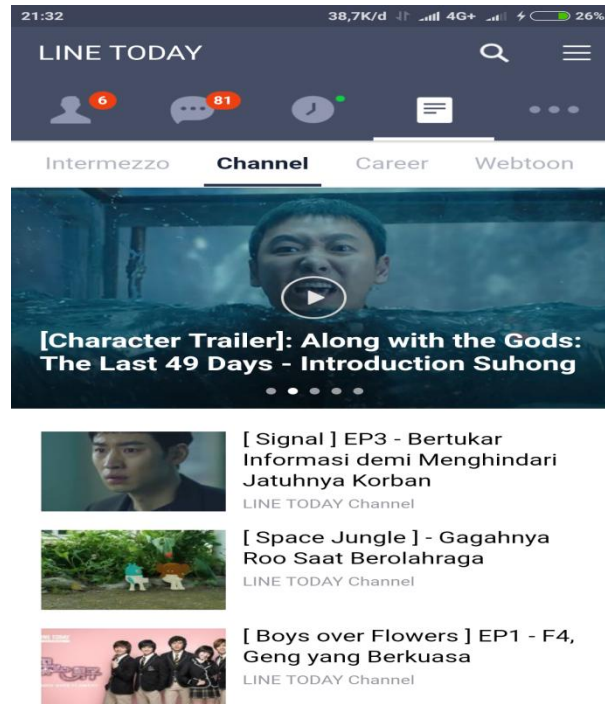 21:32 38,7K/d 4G+ 26%
LINE TODAY
6 81
Intermezzo Channel Career Webtoon
[Character Trailer]: Along with the Gods:
The Last 49 Days - Introduction Suhong
[ Signal ] EP3 - Bertukar
Informasi demi Menghindari
Jatuhnya Korban
LINE TODAY Channel
[ Space Jungle ] - Gagahnya
Roo Saat Berolahraga
LINE TODAY Channel
[ Boys over Flowers ] EP1 - F4,
Geng yang Berkuasa
LINE TODAY Channel